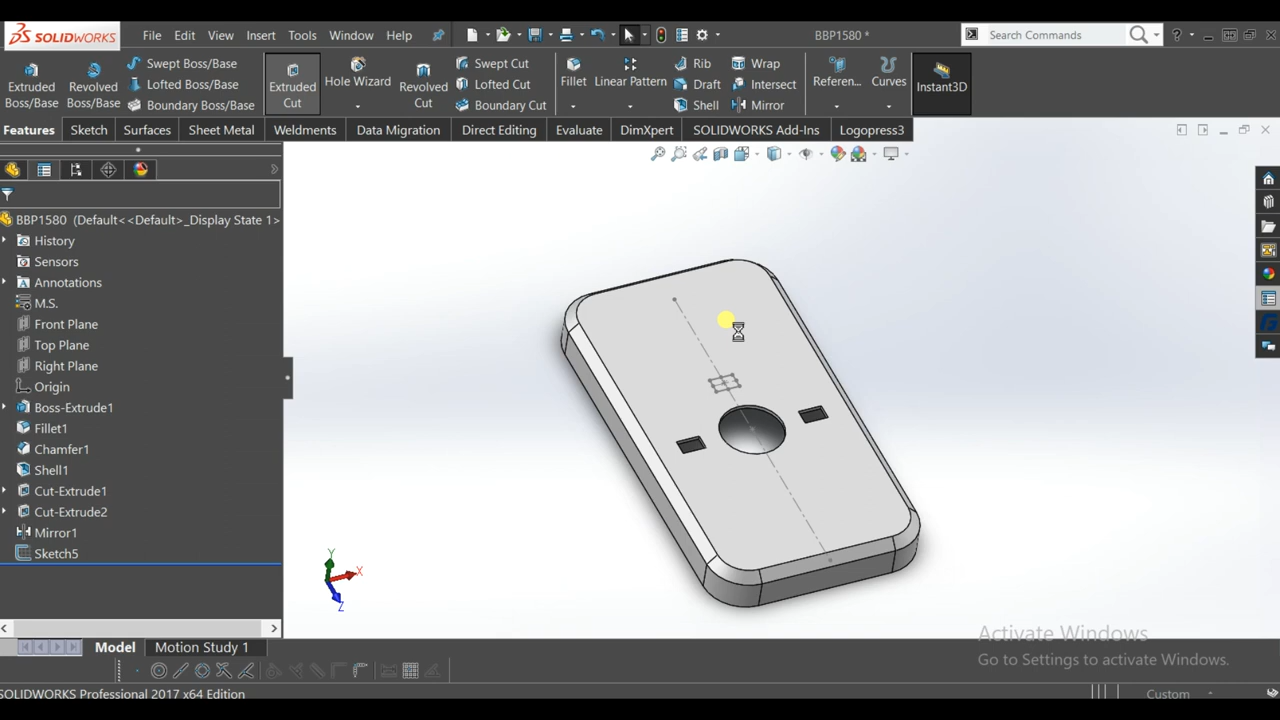 SOLIDWORKS File Edit View Insert Tools Window Help BBP1580 * Search Commands ?
Extruded Boss/Base Revolved Boss/Base Swept Boss/Base Lofted Boss/Base Boundary Boss/Base Extruded Cut Hole Wizard Revolved Cut Swept Cut Lofted Cut Boundary Cut Fillet Linear Pattern Rib Draft Shell Wrap Intersect Mirror Referen... Curves Instant3D
Features Sketch Surfaces Sheet Metal Weldments Data Migration Direct Editing Evaluate DimXpert SOLIDWORKS Add-Ins Logopress3
BBP1580 (Default<<Default>_Display State 1>
History
Sensors
Annotations
M.S.
Front Plane
Top Plane
Right Plane
Origin
Boss-Extrude1
Fillet1
Chamfer1
Shell1
Cut-Extrude1
Cut-Extrude2
Mirror1
Sketch5
Y
X
Z
Activate Windows
Go to Settings to activate Windows.
Model Motion Study 1
SOLIDWORKS Professional 2017 x64 Edition Custom